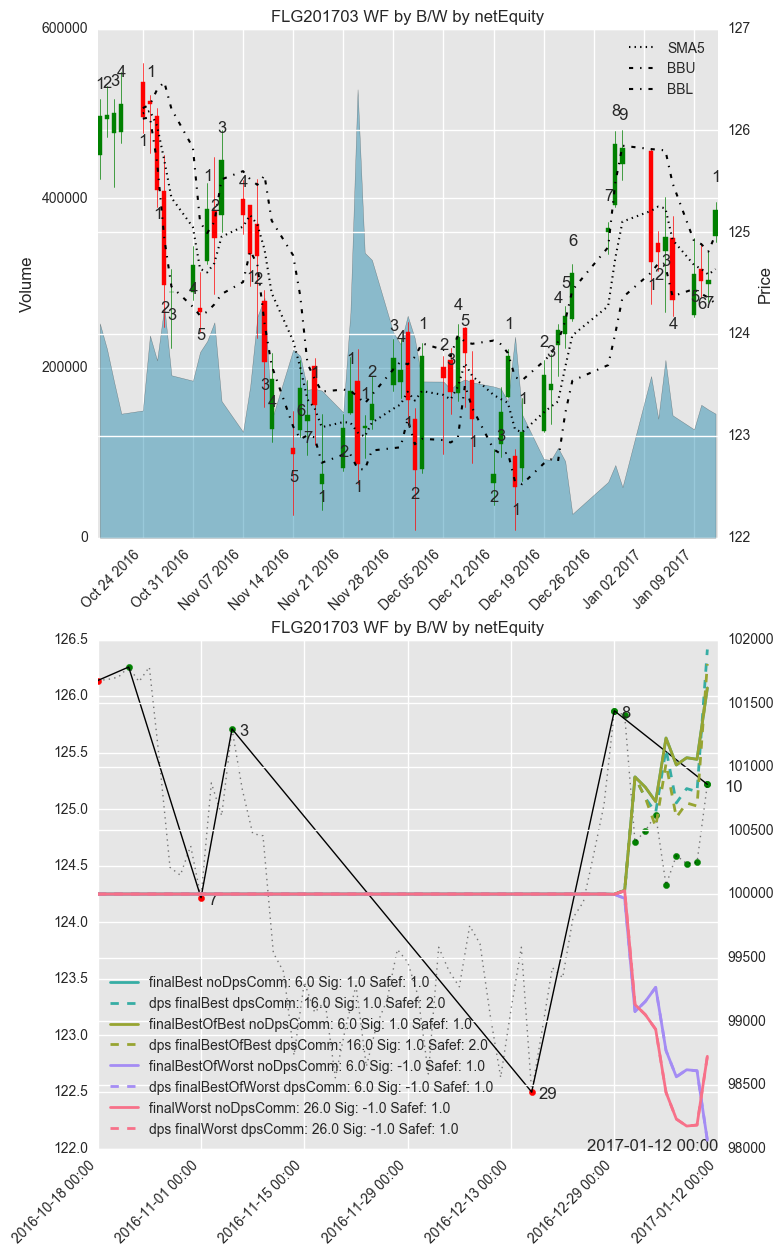 FLG201703 WF by B/W by netEquity
600000
400000
200000
0
Volume
127
126
125
124
123
122
Price
SMA5
BBU
BBL
1 2 3 4 1
Oct 24 2016
Oct 31 2016
Nov 07 2016
Nov 14 2016
Nov 21 2016
Nov 28 2016
Dec 05 2016
Dec 12 2016
Dec 19 2016
Dec 26 2016
Jan 02 2017
Jan 09 2017
FLG201703 WF by B/W by netEquity
126.5
126.0
125.5
125.0
124.5
124.0
123.5
123.0
122.5
122.0
102000
101500
101000
100500
100000
99500
99000
98500
98000
3
8
10
7
29
finalBest noDpsComm: 6.0 Sig: 1.0 Safef: 1.0
dps finalBest dpsComm: 16.0 Sig: 1.0 Safef: 2.0
finalBestOfBest noDpsComm: 6.0 Sig: 1.0 Safef: 1.0
dps finalBestOfBest dpsComm: 16.0 Sig: 1.0 Safef: 2.0
finalBestOfWorst noDpsComm: 6.0 Sig: -1.0 Safef: 1.0
dps finalBestOfWorst dpsComm: 6.0 Sig: -1.0 Safef: 1.0
finalWorst noDpsComm: 26.0 Sig: -1.0 Safef: 1.0
dps finalWorst dpsComm: 26.0 Sig: -1.0 Safef: 1.0
2017-01-12 00:00
2016-10-18 00:00
2016-11-01 00:00
2016-11-15 00:00
2016-11-29 00:00
2016-12-13 00:00
2016-12-29 00:00
2017-01-12 00:00